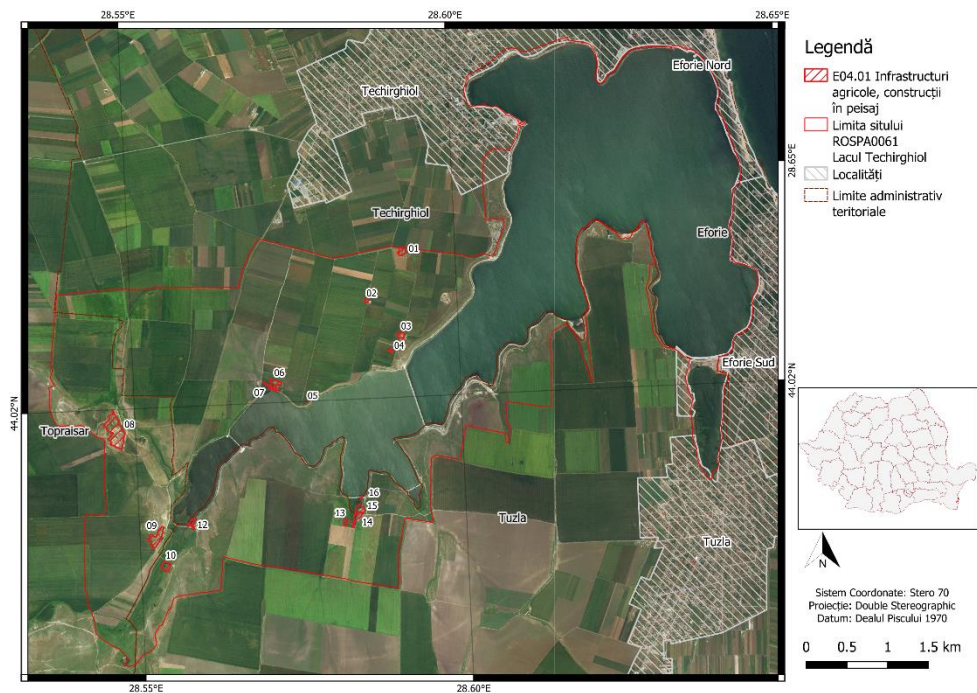 28.55°E
28.60°E
28.65°E
Eforie Nord
Techirghiol
28.65°E
Techirghiol
01
Eforie
02
03
04
Eforie Sud
06
07
05
44.02°N
44.02°N
Topraisar
08
16
15
13
14
Tuzla
Tuzla
09
12
10
28.55°E
28.60°E
Legendă
E04.01 Infrastructuri
agricole, construcții
în peisaj
Limita sitului
ROSPA0061
Lacul Techirghiol
Localități
Limite administrativ
teritoriale
N
Sistem Coordonate: Stero 70
Proiecție: Double Stereographic
Datum: Dealul Piscului 1970
0 0.5 1 1.5 km